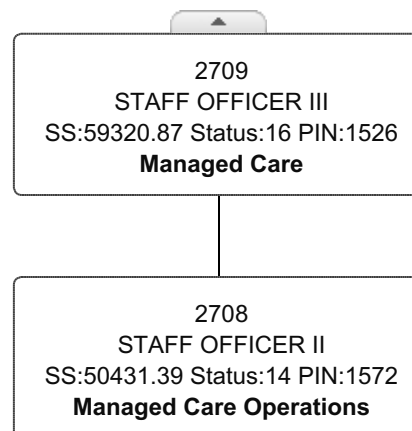 2709
STAFF OFFICER III
SS:59320.87 Status:16 PIN:1526
Managed Care
2708
STAFF OFFICER II
SS:50431.39 Status:14 PIN:1572
Managed Care Operations